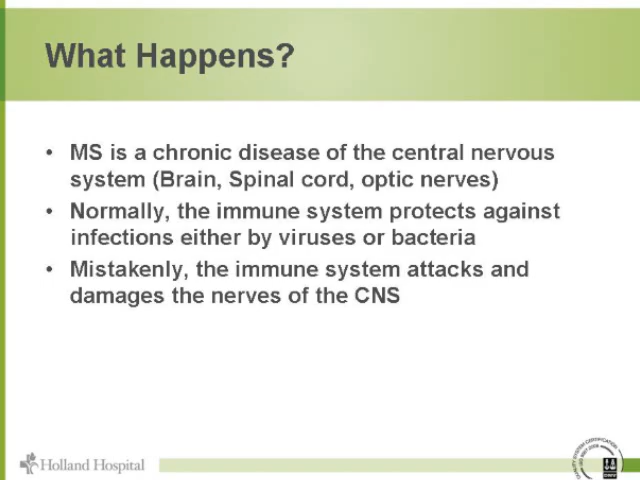 What Happens?
• MS is a chronic disease of the central nervous
system (Brain, Spinal cord, optic nerves)
• Normally, the immune system protects against
infections either by viruses or bacteria
• Mistakenly, the immune system attacks and
damages the nerves of the CNS
Holland Hospital